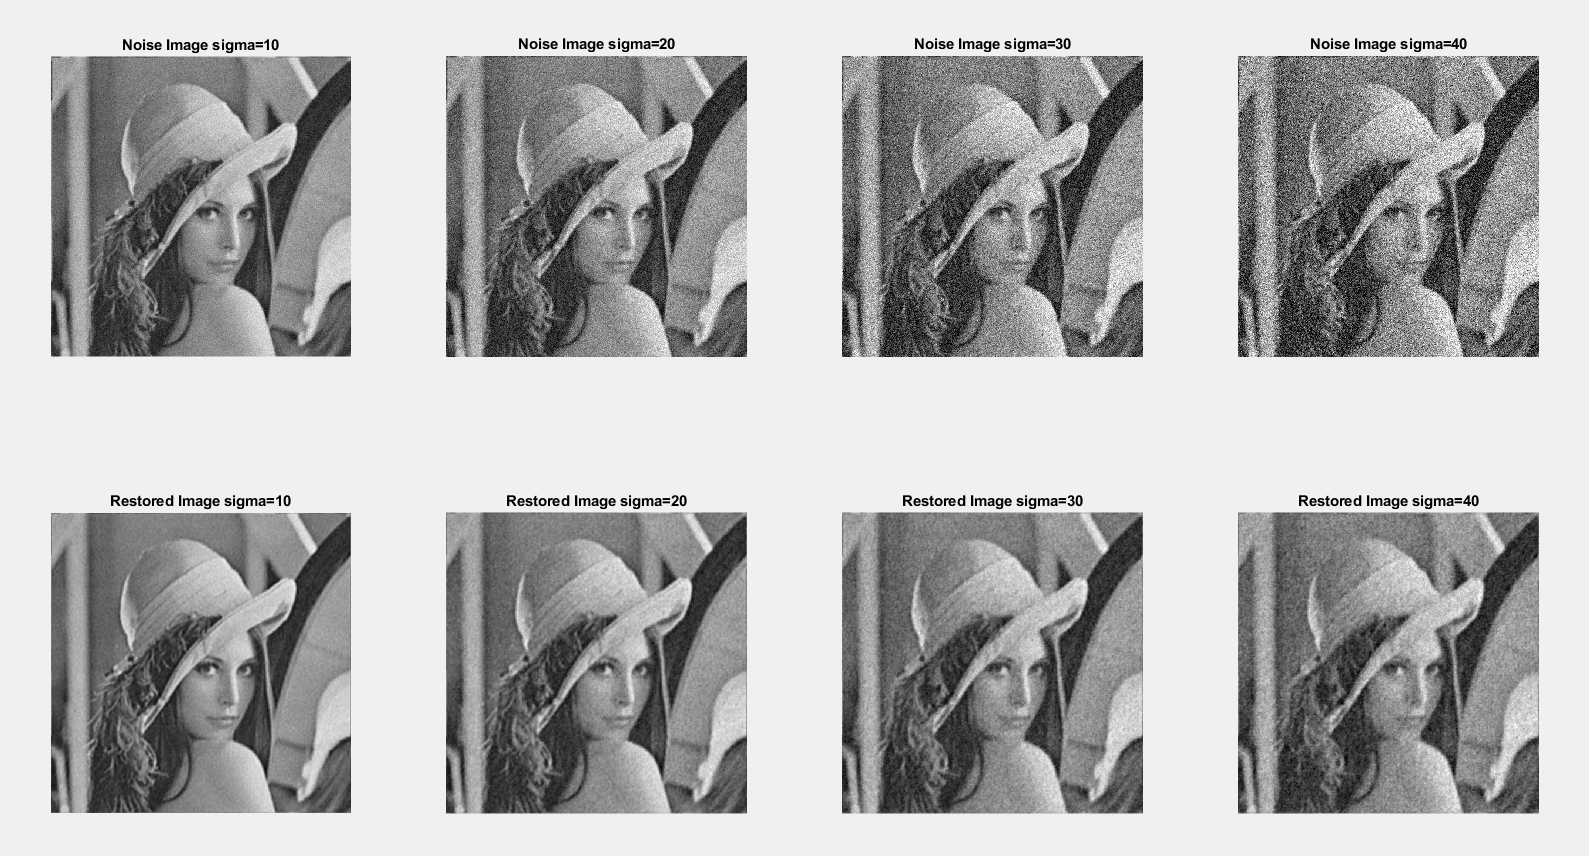 Noise Image sigma=10
Noise Image sigma=20
Noise Image sigma=30
Noise Image sigma=40
Restored Image sigma=10
Restored Image sigma=20
Restored Image sigma=30
Restored Image sigma=40